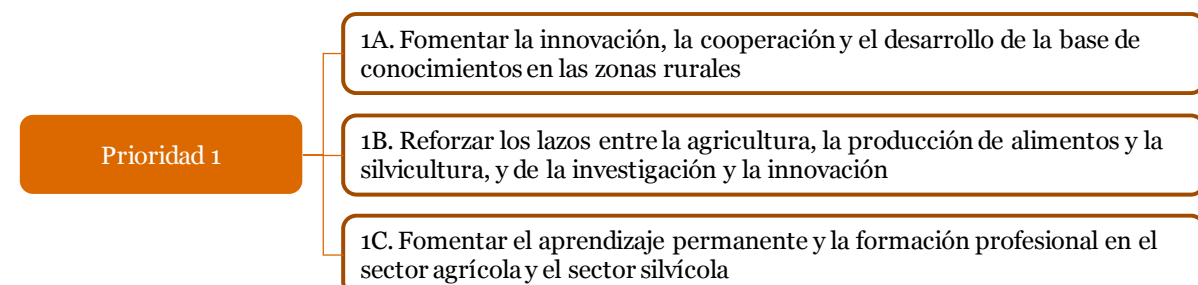 1A. Fomentar la innovación, la cooperación y el desarrollo de la base de
conocimientos en las zonas rurales
Prioridad 1
1B. Reforzar los lazos entre la agricultura, la producción de alimentos y la
silvicultura, y de la investigación y la innovación
1C. Fomentar el aprendizaje permanente y la formación profesional en el
sector agrícola y el sector silvícola